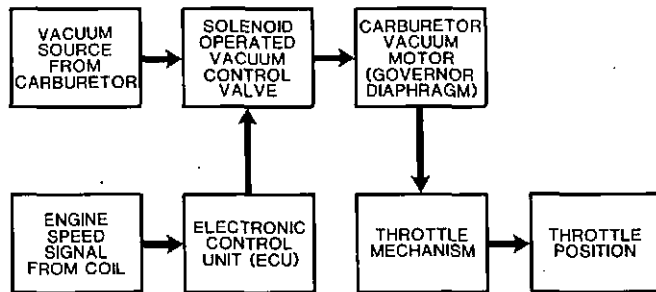 VACUUM
SOURCE
FROM
CARBURETOR
SOLENOID
OPERATED
VACUUM
CONTROL
VALVE
CARBURETOR
VACUUM
MOTOR
(GOVERNOR
DIAPHRAGM)
ENGINE
SPEED
SIGNAL
FROM COIL
ELECTRONIC
CONTROL
UNIT (ECU)
THROTTLE
MECHANISM
THROTTLE
POSITION